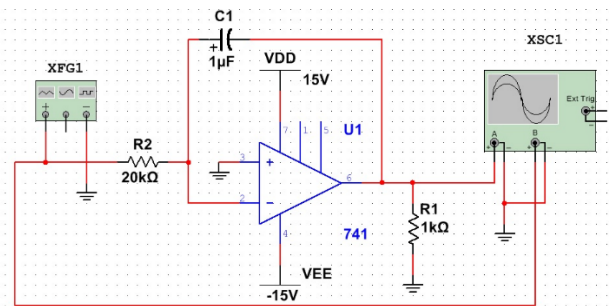 C1
1µF
+
XSC1
VDD
XFG1
15V
Ext Trig
+
-
+
-
U1
A
B
+
-
+
-
7
1
5
R2
3
+
6
20kΩ
2
-
R1
1kΩ
4
741
VEE
-15V